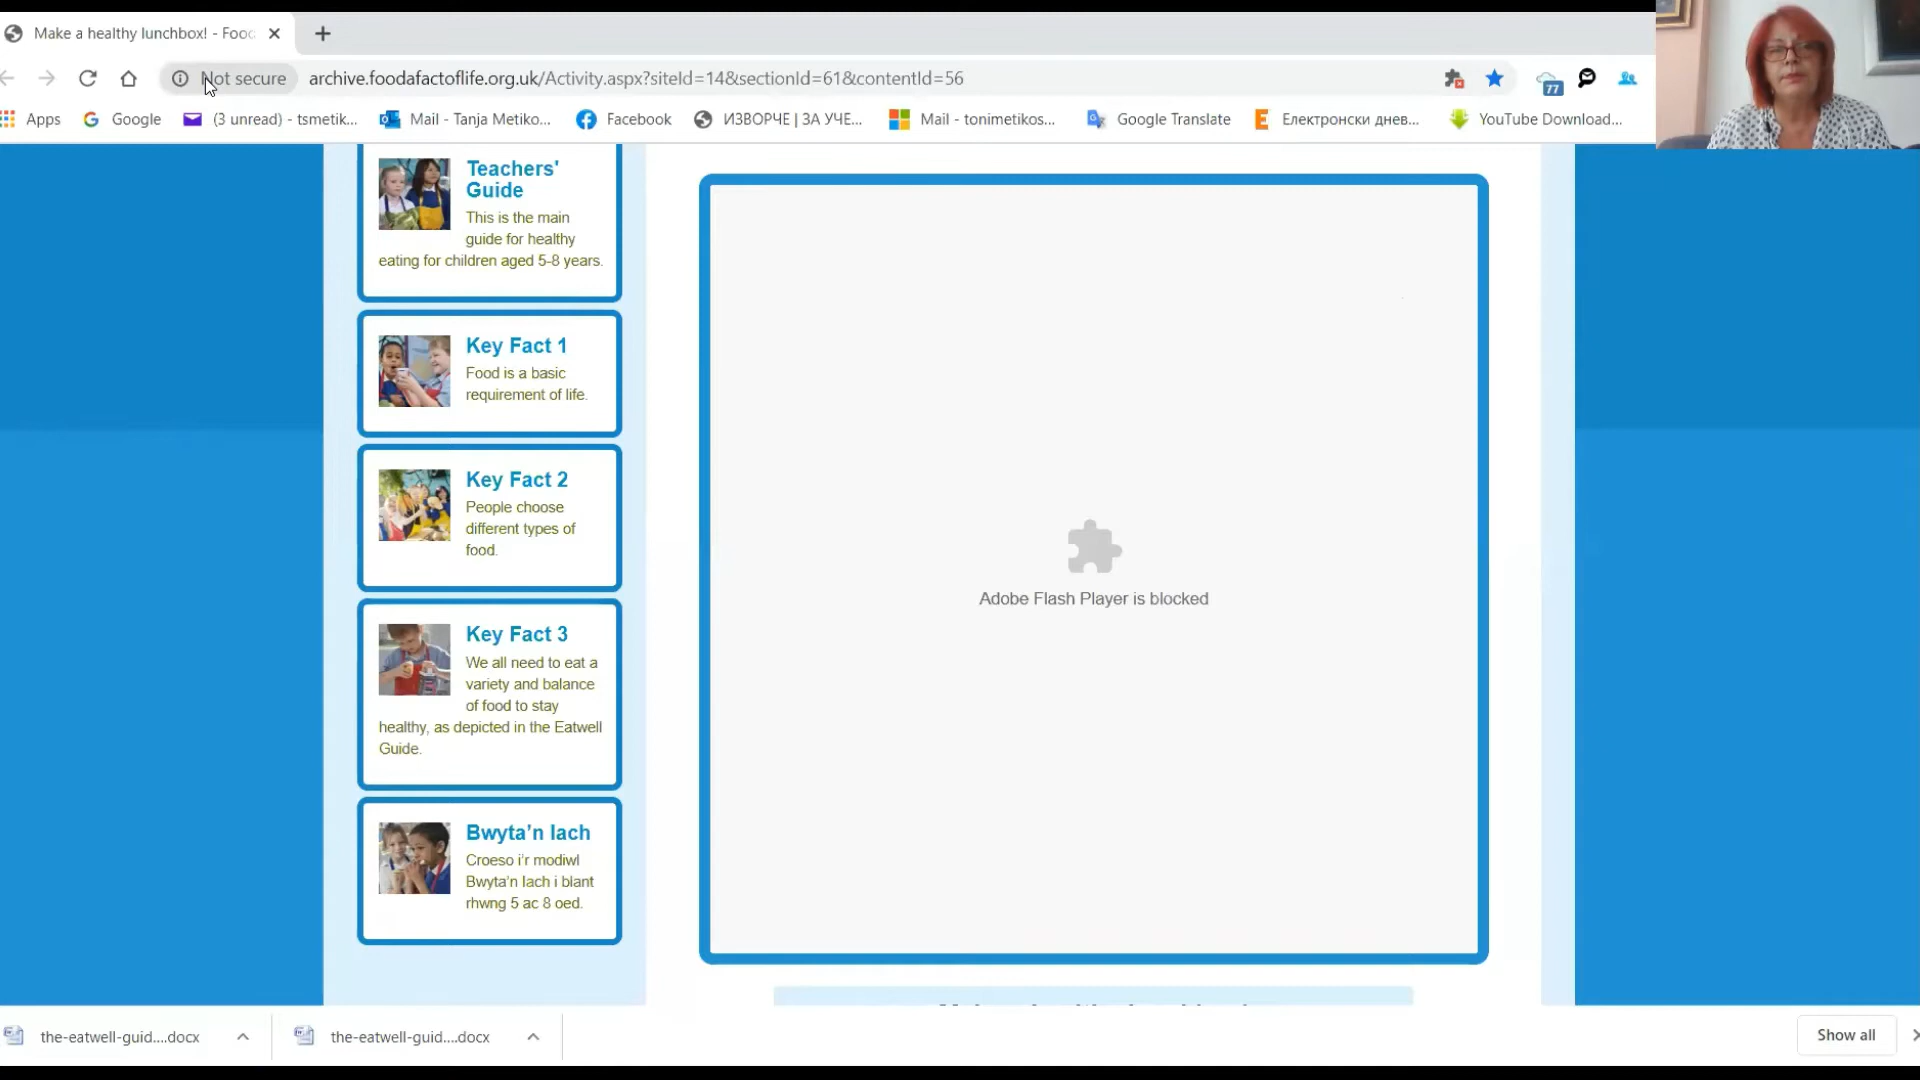 Make a healthy lunchbox! - Food
Not secure archive.foodafactoflife.org.uk/Activity.aspx?siteId=14&sectionId=61&contentId=56 77
Apps Google (3 unread) - tsmetik... Mail - Tanja Metiko... Facebook ИЗВОРЧЕ | ЗА УЧЕ... Mail - tonimetikos... Google Translate Електронски днев... YouTube Download...
Teachers'
Guide
This is the main
guide for healthy
eating for children aged 5-8 years.
Key Fact 1
Food is a basic
requirement of life.
Key Fact 2
People choose
different types of
food.
Key Fact 3
We all need to eat a
variety and balance
of food to stay
healthy, as depicted in the Eatwell
Guide.
Bwyta’n Iach
Croeso i’r modiwl
Bwyta’n Iach i blant
rhwng 5 ac 8 oed.
Adobe Flash Player is blocked
the-eatwell-guid....docx the-eatwell-guid....docx Show all